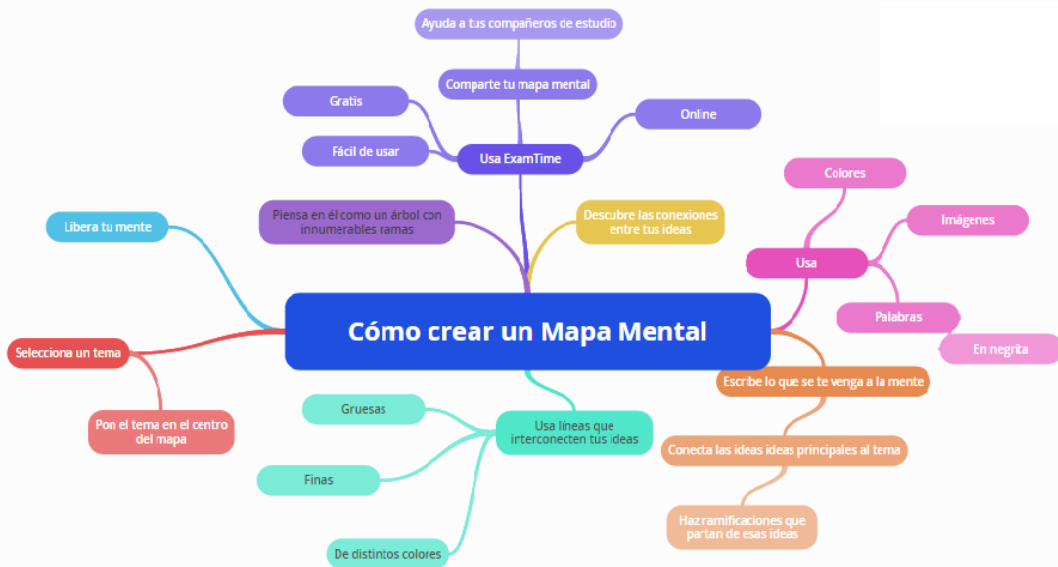 Ayuda a tus compañeros de estudio
Comparte tu mapa mental
Gratis
Online
Fácil de usar
Usa ExamTime
Colores
Piensa en él como un árbol con
innumerables ramas
Descubre las conexiones
entre tus ideas
Imágenes
Libera tu mente
Usa
Palabras
Cómo crear un Mapa Mental
En negrita
Selecciona un tema
Escribe lo que se te venga a la mente
Gruesas
Pon el tema en el centro
del mapa
Usa líneas que
interconecten tus ideas
Conecta las ideas ideas principales al tema
Finas
Haz ramificaciones que
partan de esas ideas
De distintos colores